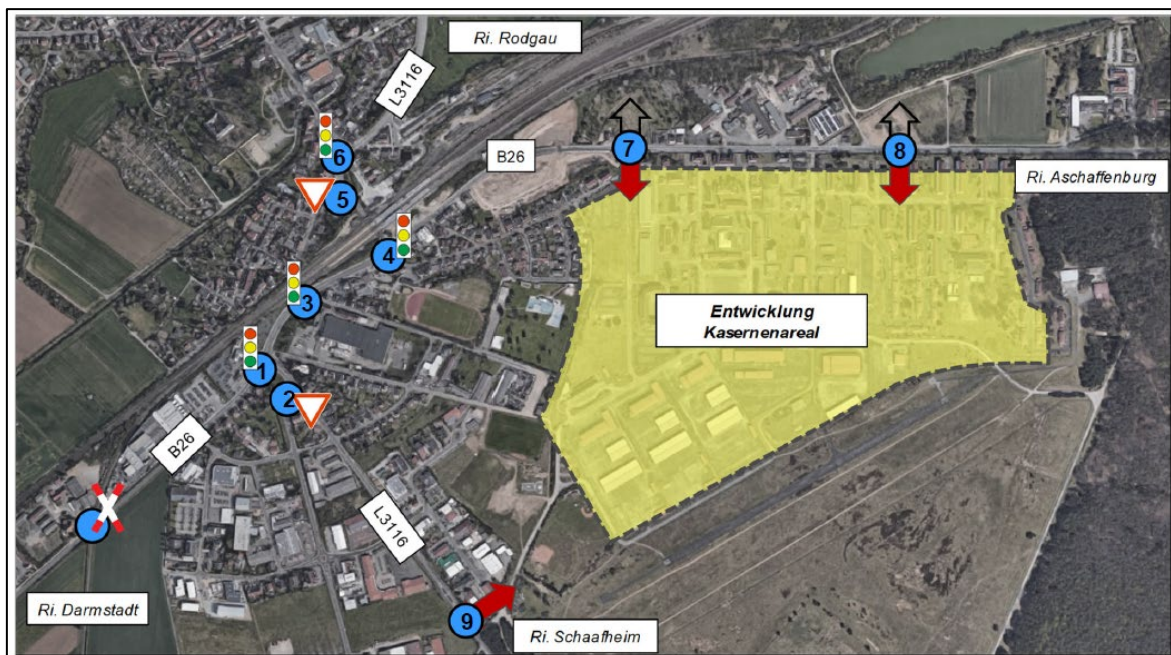 Ri. Rodgau
L3116
6
B26
7
8
5
Ri. Aschaffenburg
4
3
Entwicklung
Kasernenareal
1
2
B26
L3116
Ri. Darmstadt
9
Ri. Schaafheim